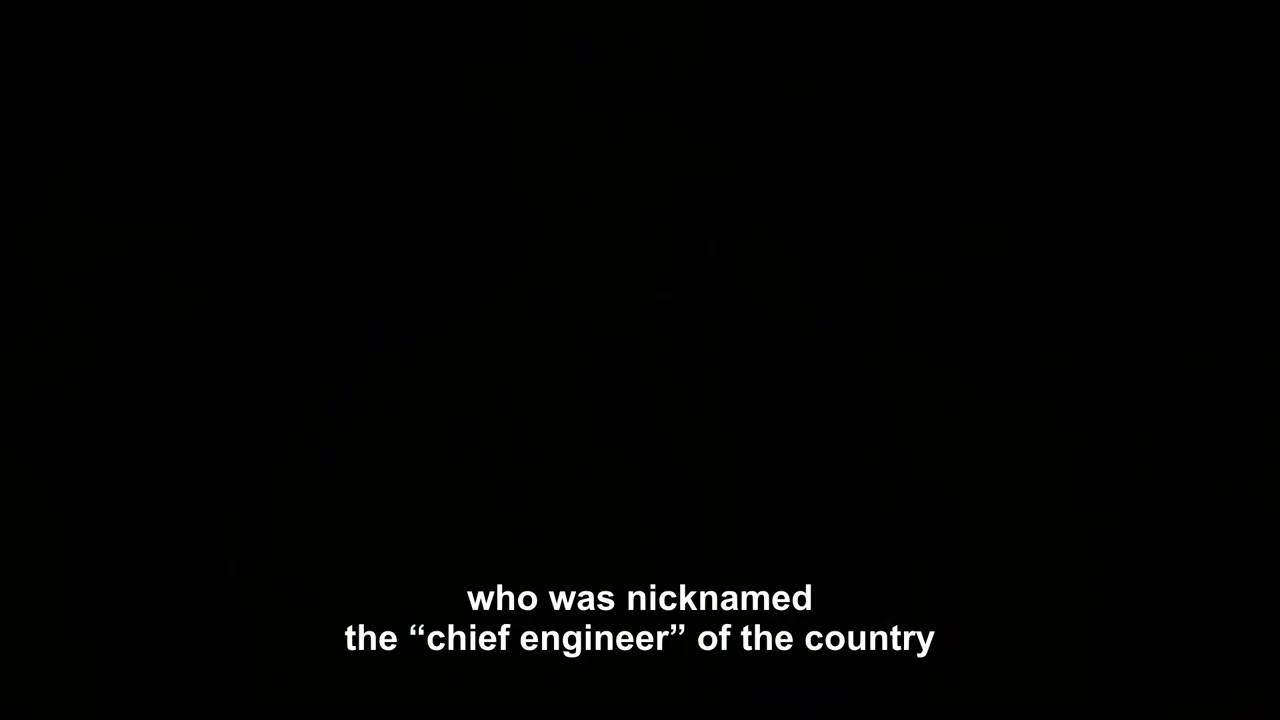 who was nicknamed
the “chief engineer” of the country